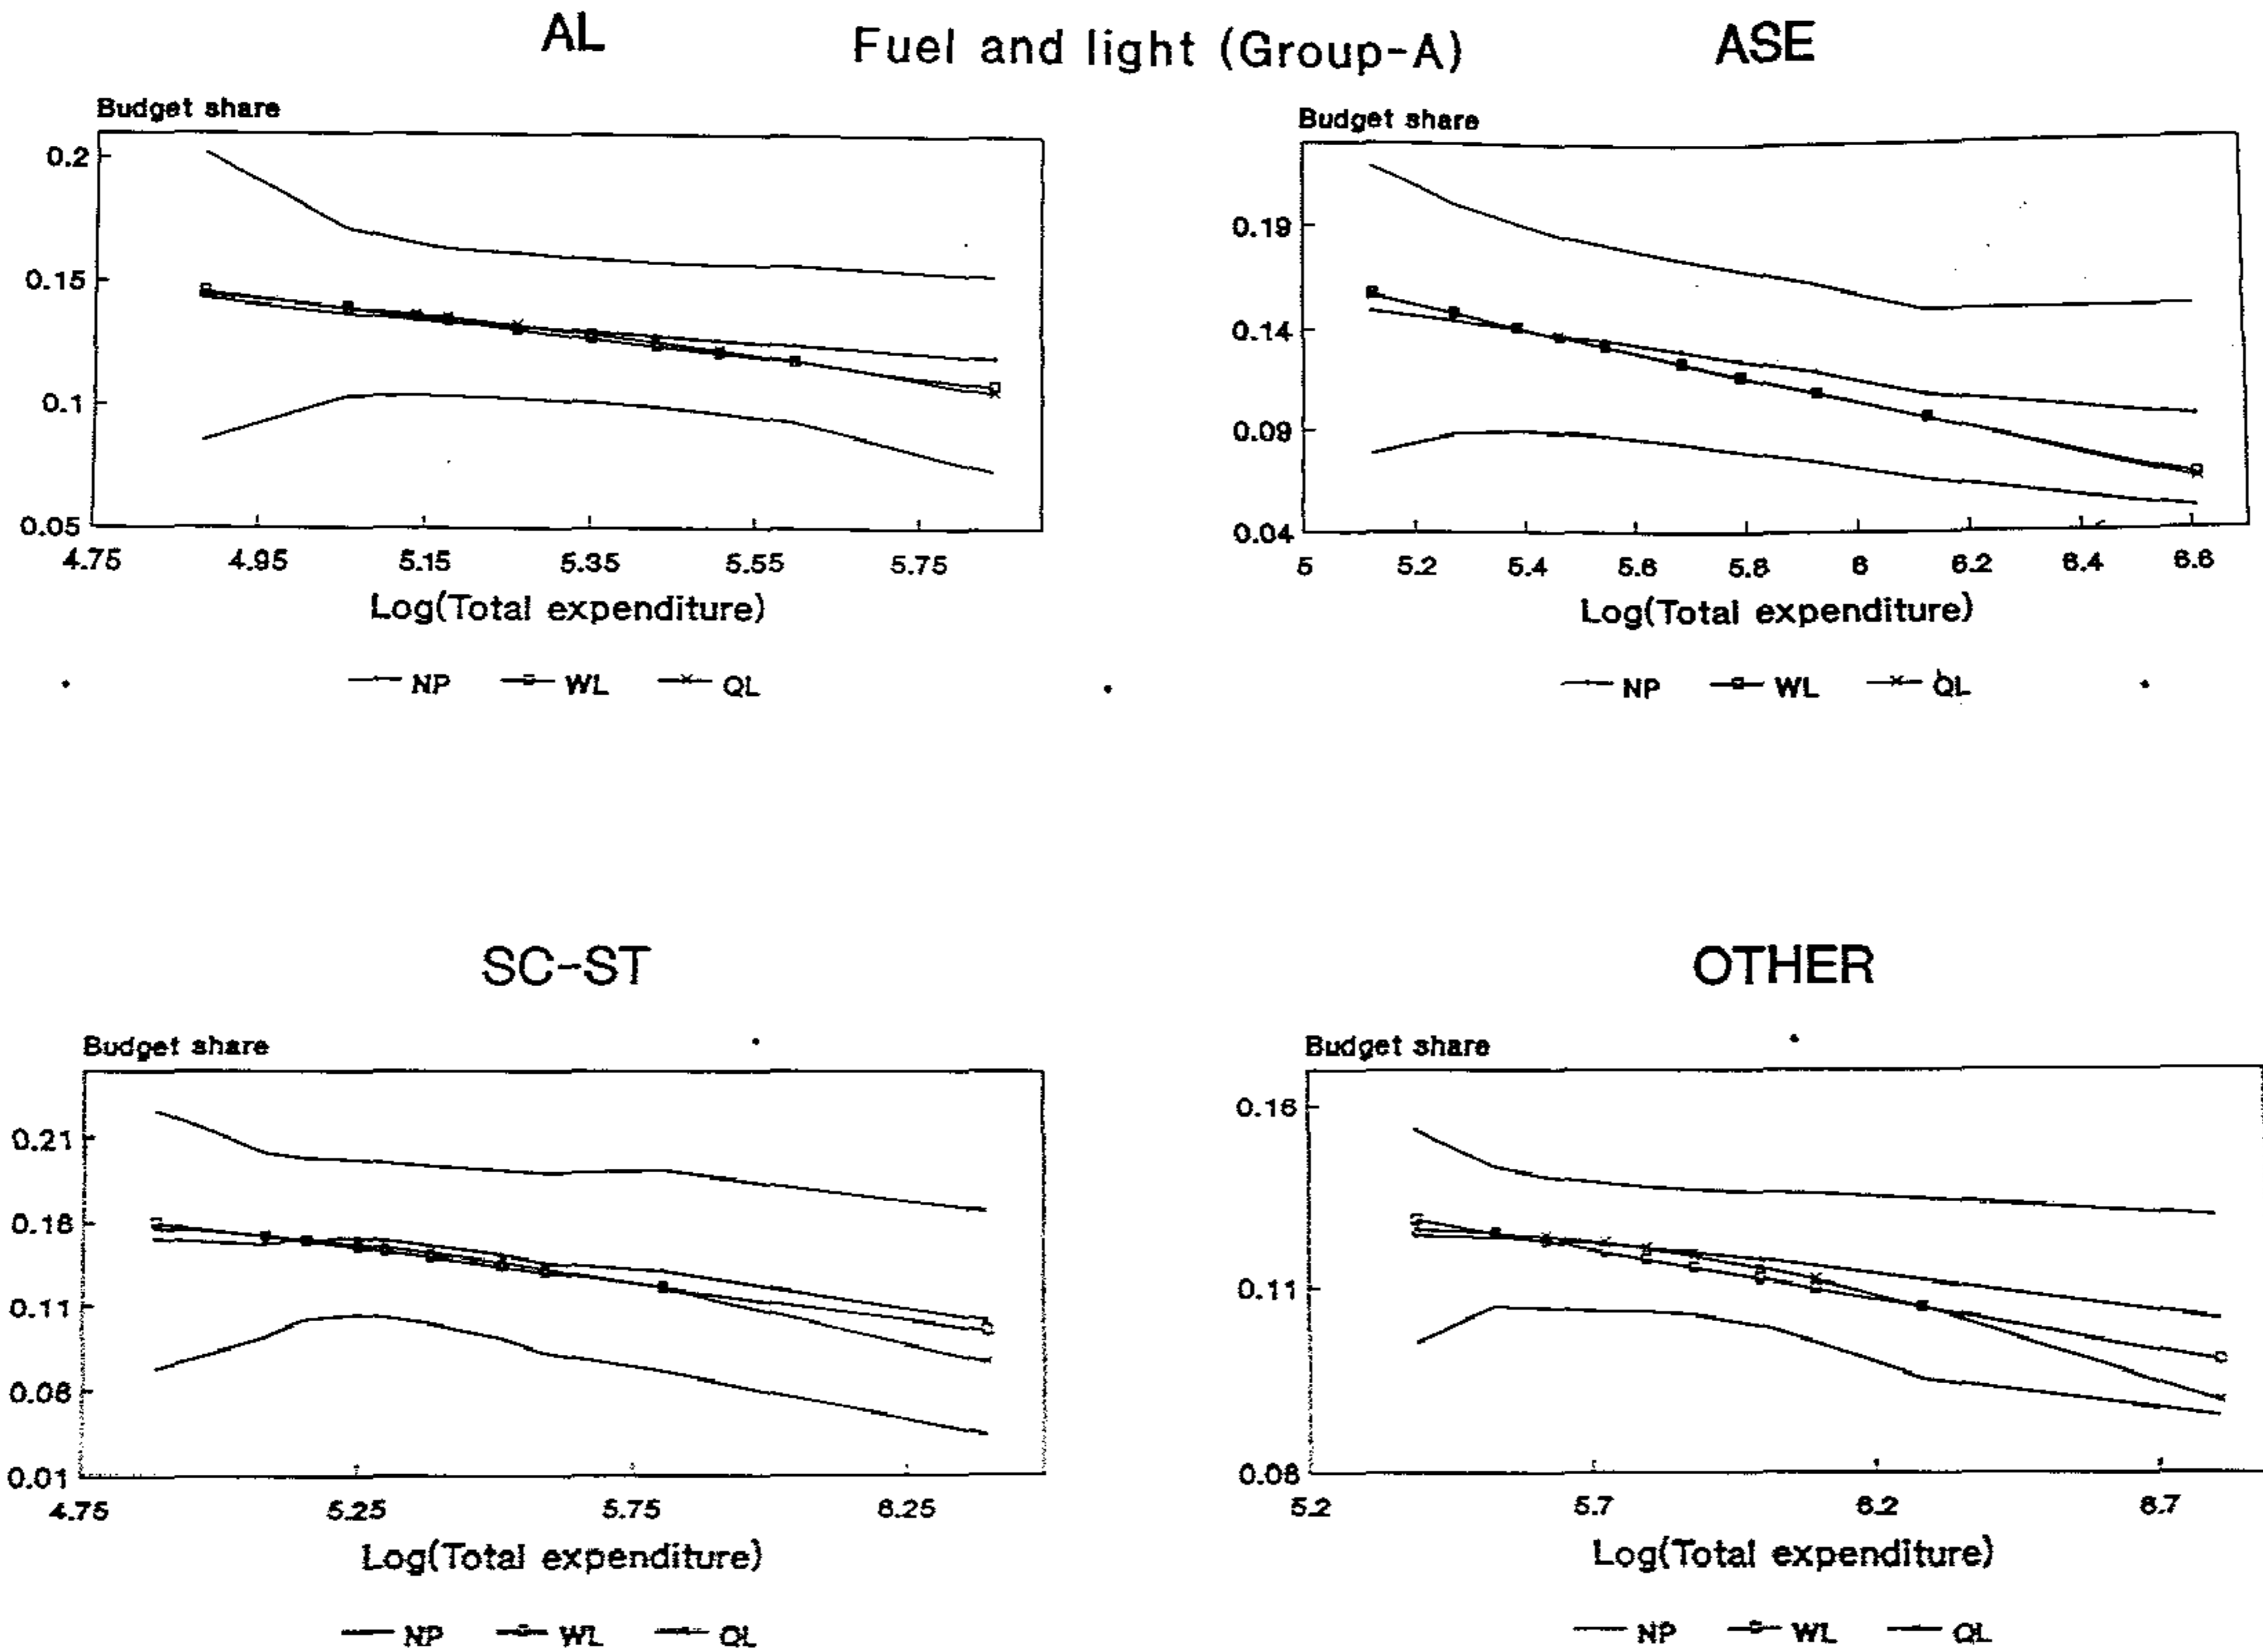 AL
Fuel and light (Group-A)
ASE
Budget share
0.2
0.15
0.1
0.05
4.75 4.95 5.15 5.35 5.55 5.75
Log(Total expenditure)
NP WL QL
Budget share
0.19
0.14
0.09
0.04
5 5.2 5.4 5.6 5.8 6 6.2 6.4 6.6
Log(Total expenditure)
NP WL QL
SC-ST
Budget share
0.21
0.16
0.11
0.06
0.01
4.75 5.25 5.75 6.25
Log(Total expenditure)
NP WL QL
OTHER
Budget share
0.16
0.11
0.06
5.2 5.7 6.2 6.7
Log(Total expenditure)
NP WL QL